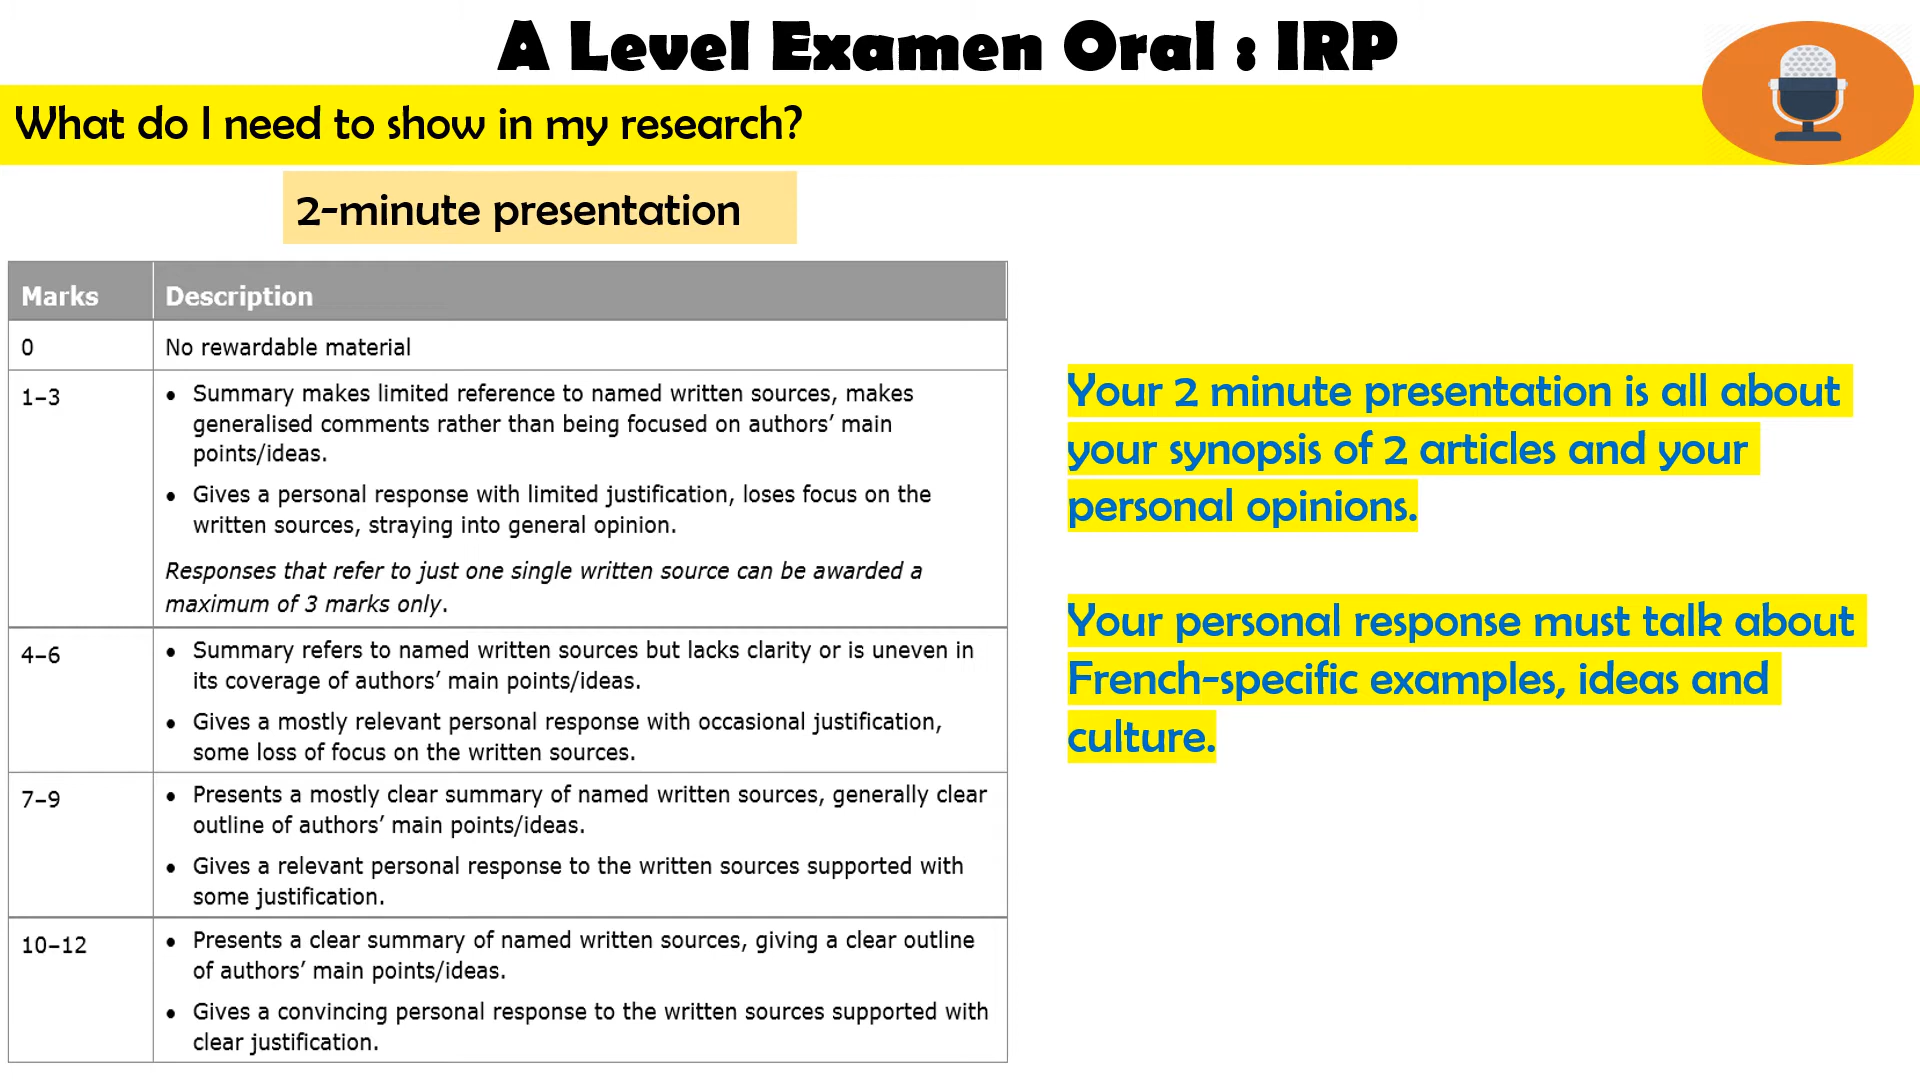 A Level Examen Oral : IRP
What do I need to show in my research?
2-minute presentation
Marks Description
0 No rewardable material
1–3
• Summary makes limited reference to named written sources, makes
generalised comments rather than being focused on authors’ main
points/ideas.
• Gives a personal response with limited justification, loses focus on the
written sources, straying into general opinion.
Responses that refer to just one single written source can be awarded a
maximum of 3 marks only.
4–6
• Summary refers to named written sources but lacks clarity or is uneven in
its coverage of authors’ main points/ideas.
• Gives a mostly relevant personal response with occasional justification,
some loss of focus on the written sources.
7–9
• Presents a mostly clear summary of named written sources, generally clear
outline of authors’ main points/ideas.
• Gives a relevant personal response to the written sources supported with
some justification.
10–12
• Presents a clear summary of named written sources, giving a clear outline
of authors’ main points/ideas.
• Gives a convincing personal response to the written sources supported with
clear justification.
Your 2 minute presentation is all about
your synopsis of 2 articles and your
personal opinions.
Your personal response must talk about
French-specific examples, ideas and
culture.